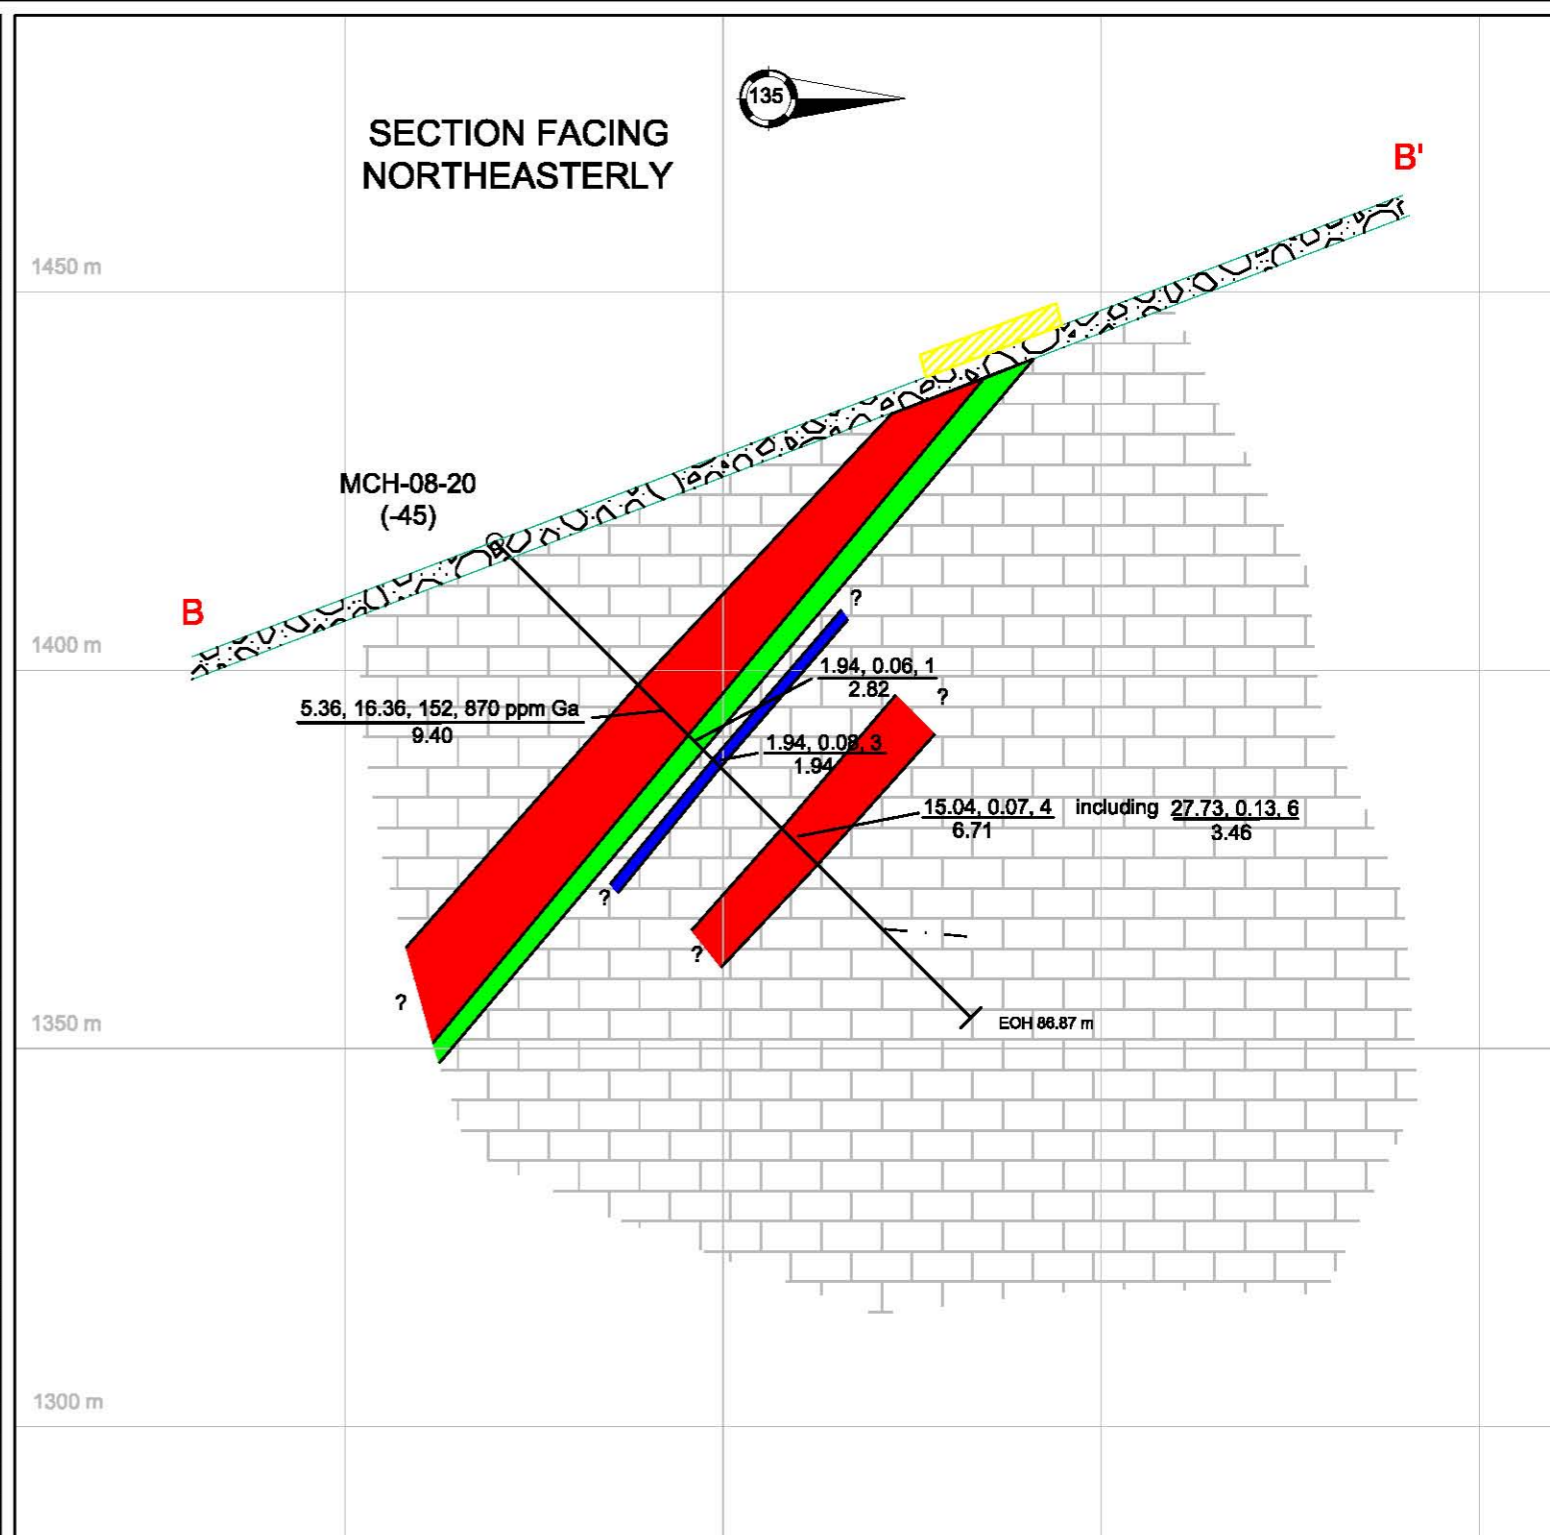 135
SECTION FACING
NORTHEASTERLY
B'
1450 m
MCH-08-20
(-45)
B
?
1400 m
1.94, 0.06, 1
2.82
?
5.36, 16.36, 152, 870 ppm Ga
9.40
1.94, 0.08, 3
1.94
15.04, 0.07, 4 including 27.73, 0.13, 6
6.71 3.46
?
?
?
1350 m
EOH 86.87 m
1300 m